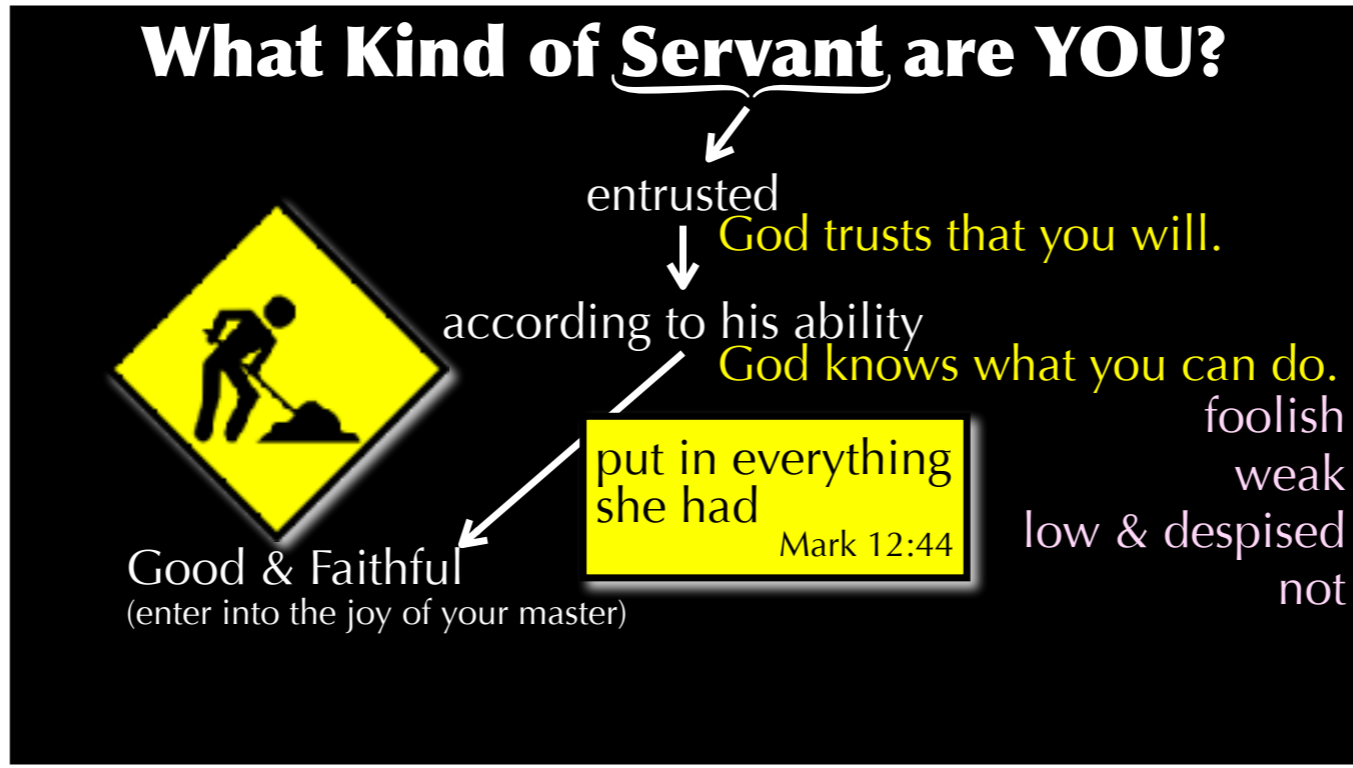 What Kind of Servant are YOU?
entrusted
God trusts that you will.
according to his ability
God knows what you can do.
foolish
weak
low & despised
not
put in everything
she had
Mark 12:44
Good & Faithful
(enter into the joy of your master)